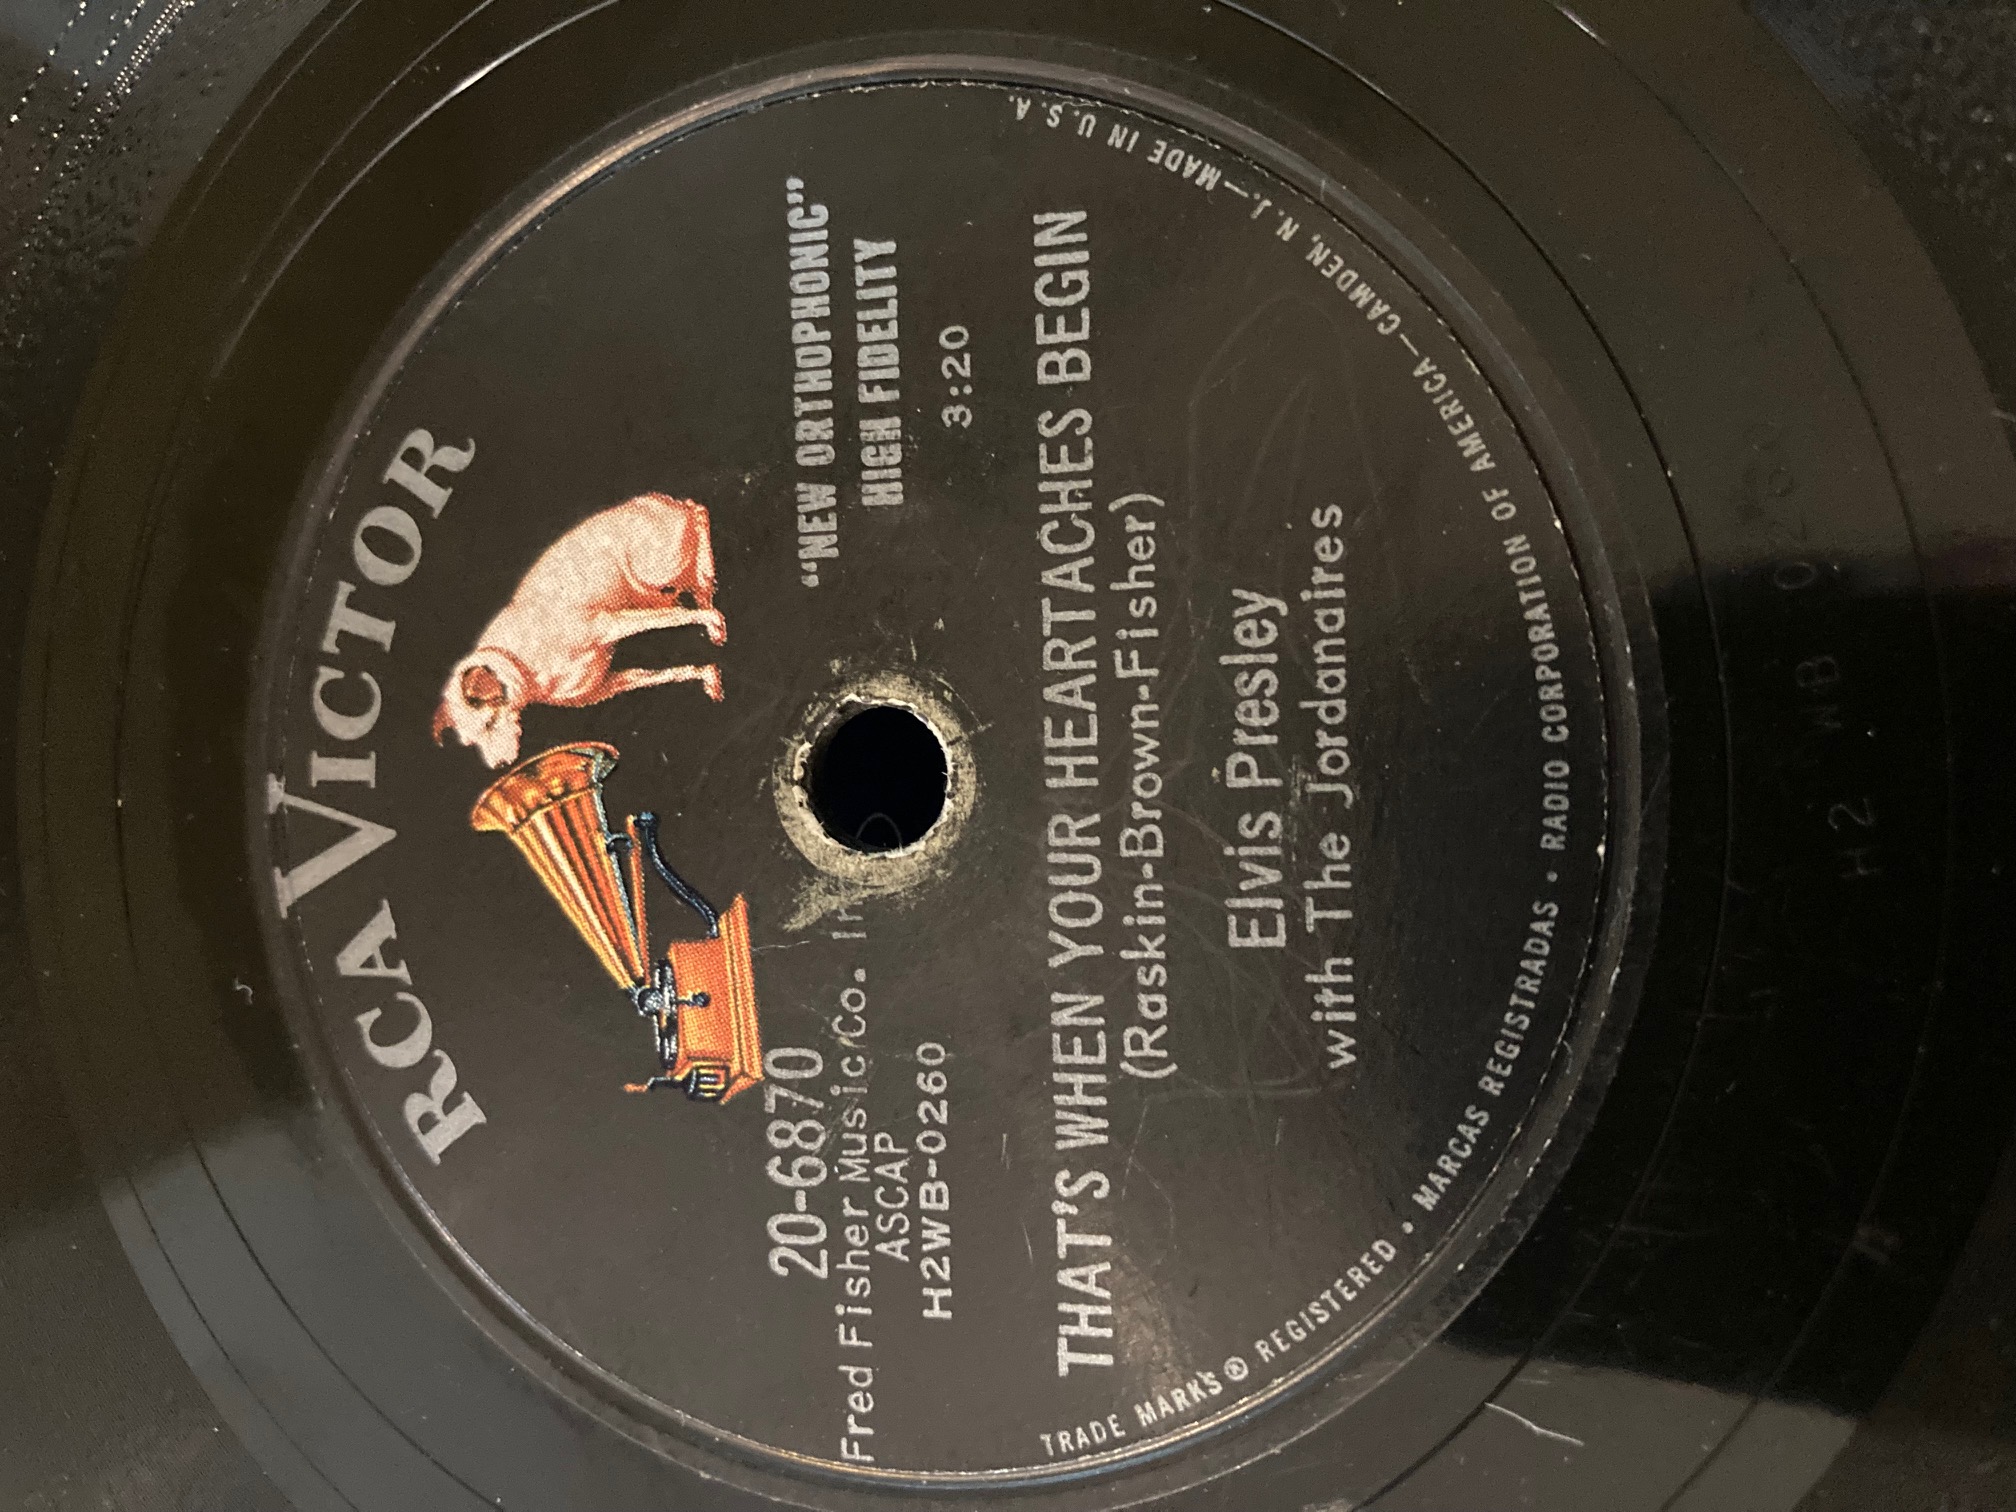 RCA VICTOR
20-6870
Fred Fisher Music Co.
ASCAP
H2WB-0260
"NEW ORTHOPHONIC"
HIGH FIDELITY
3:20
THAT'S WHEN YOUR HEARTACHES BEGIN
(Raskin-Brown-Fisher)
Elvis Presley
with The Jordanaires
TRADE MARKS ® REGISTERED • MARCAS REGISTRADAS • RADIO CORPORATION OF AMERICA—CAMDEN, N. J.—MADE IN U.S.A.
H2 WB